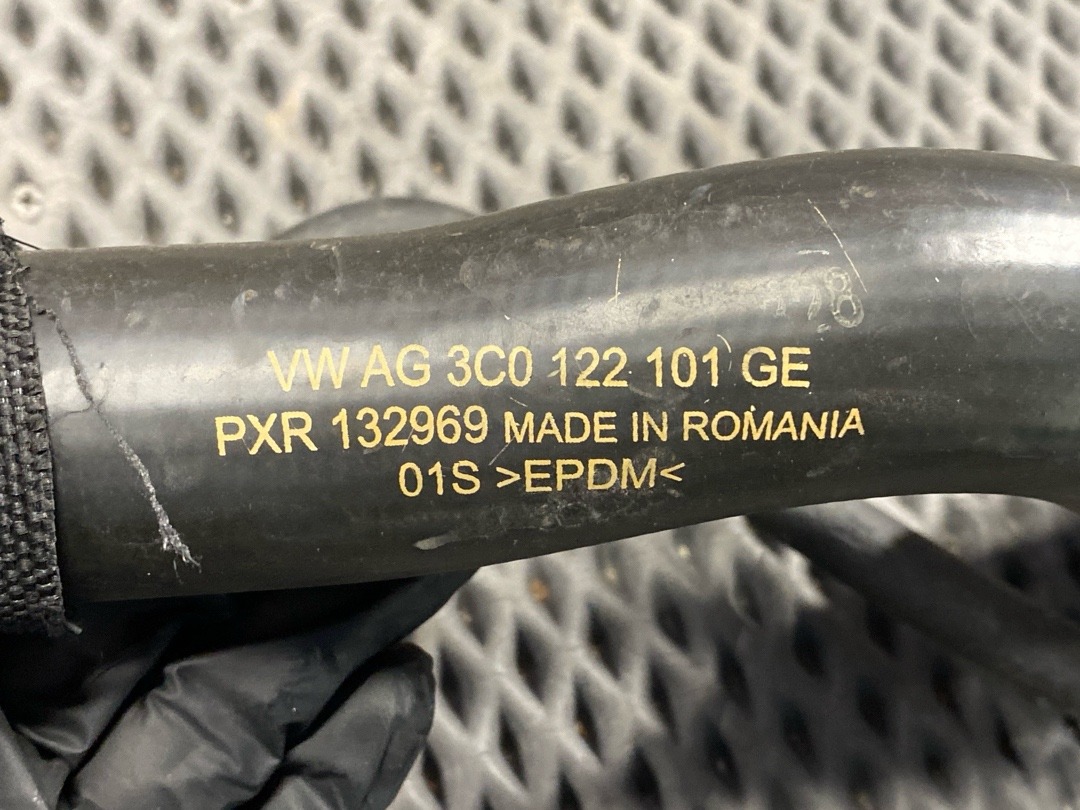 VW AG 3C0 122 101 GE
PXR 132969 MADE IN ROMANIA
01S >EPDM<